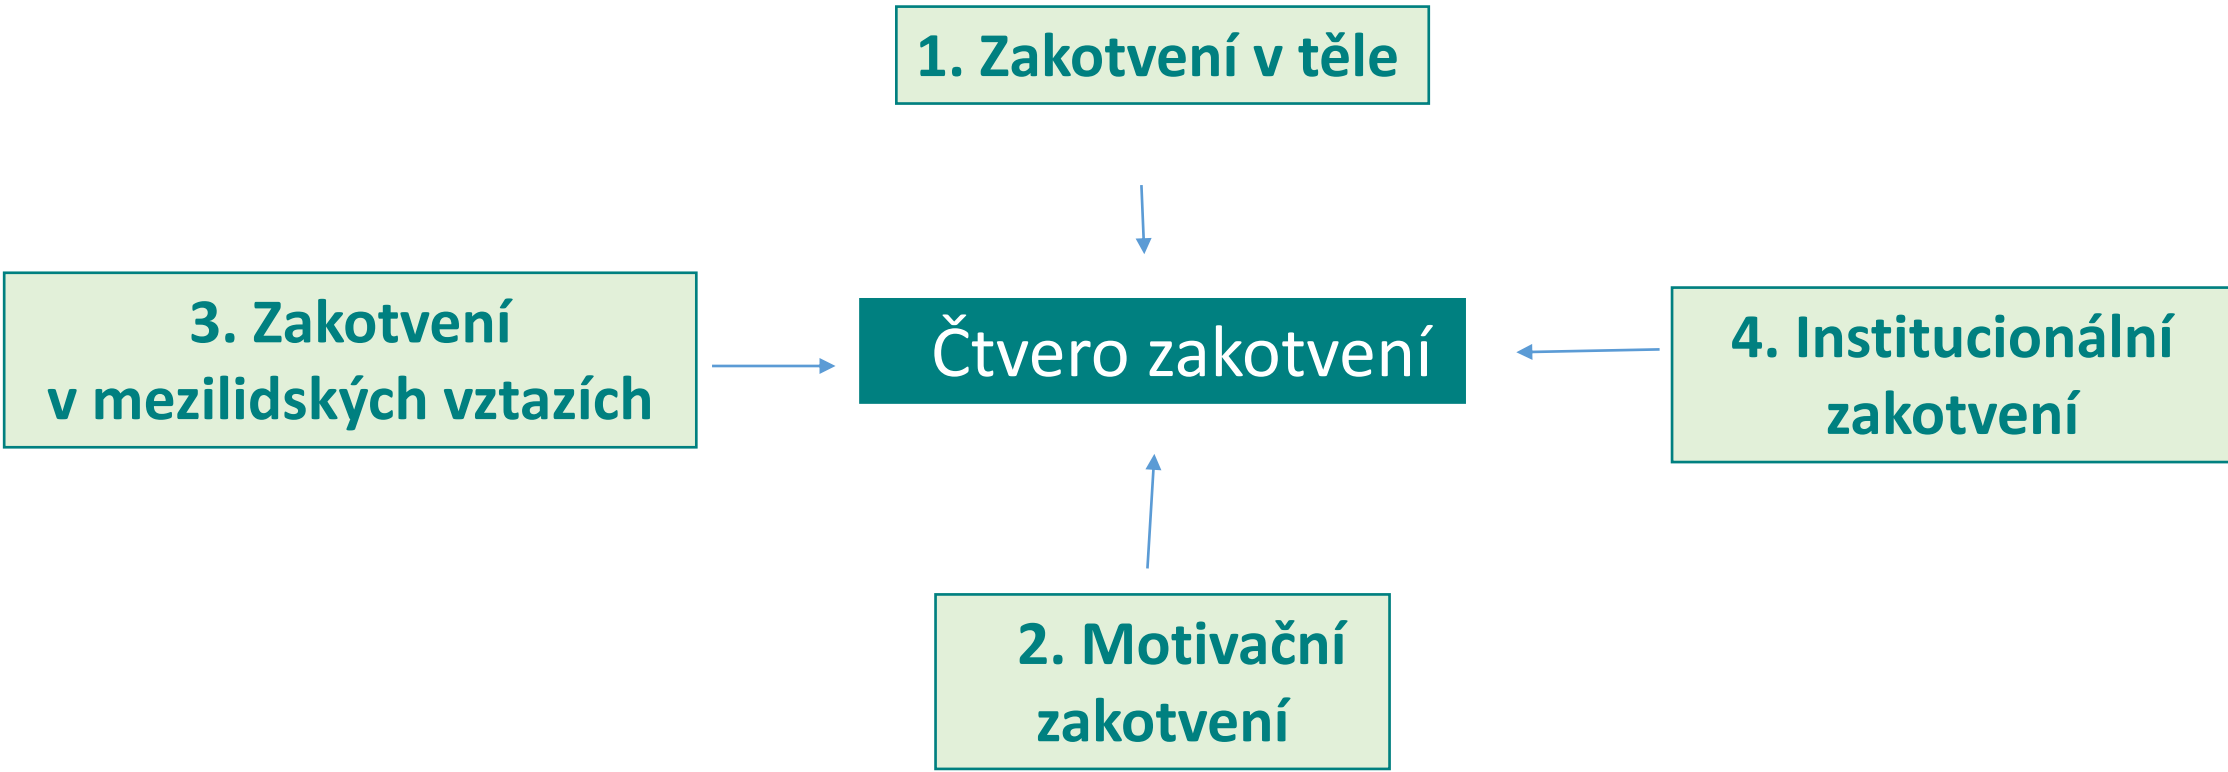 1. Zakotvení v těle
3. Zakotvení
v mezilidských vztazích
Čtvero zakotvení
4. Institucionální
zakotvení
2. Motivační
zakotvení